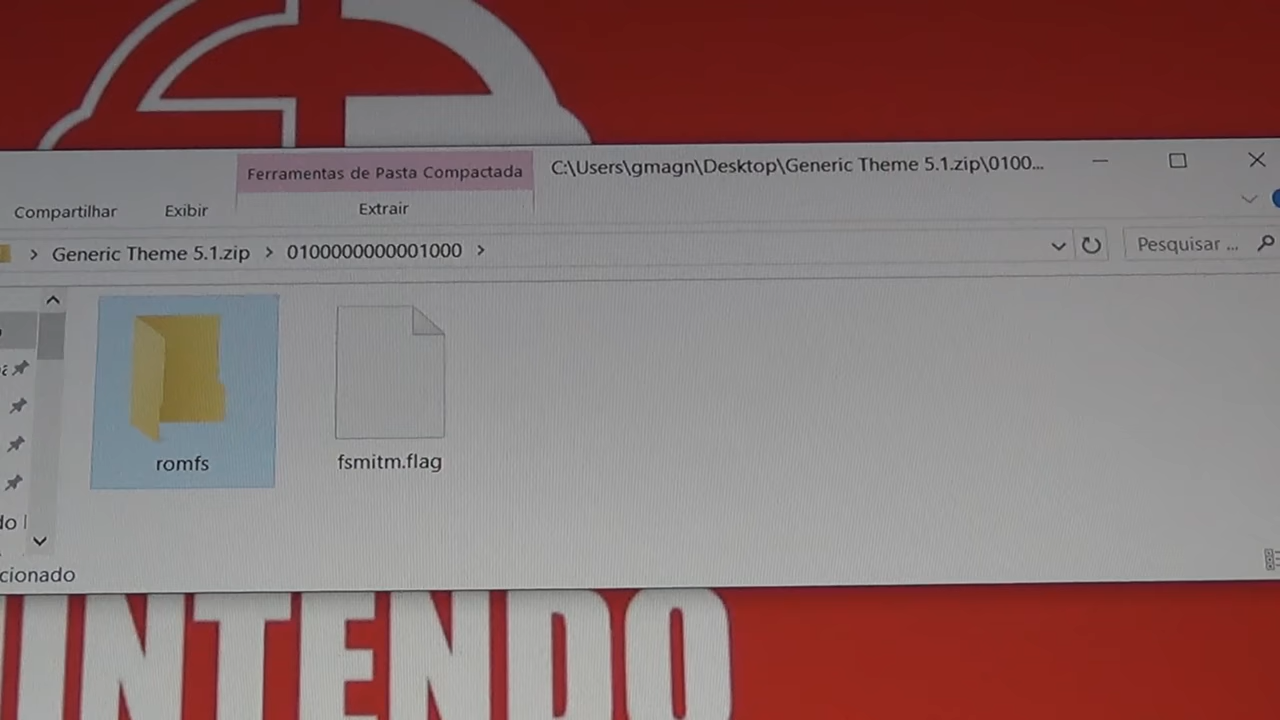 Ferramentas de Pasta Compactada
C:\Users\gmagn\Desktop\Generic Theme 5.1.zip\0100...
Compartilhar
Exibir
Extrair
Generic Theme 5.1.zip > 0100000000001000 >
Pesquisar ...
romfs
fsmitm.flag
cionado
INTENDO